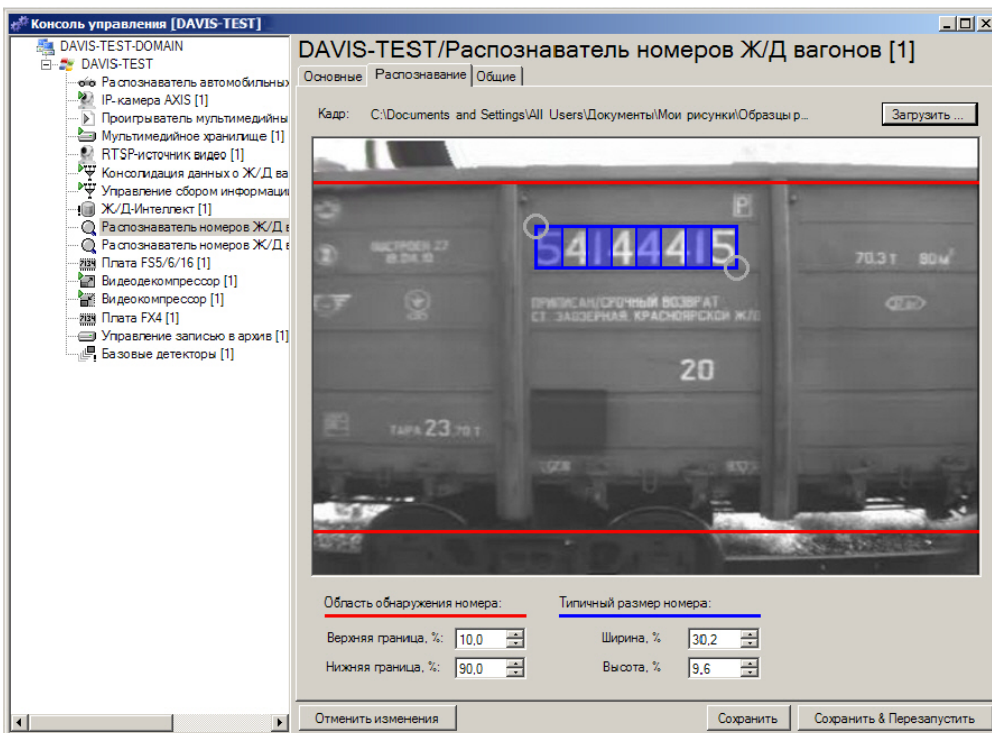 Консоль управления [DAVIS-TEST]
DAVIS-TEST-DOMAIN
DAVIS-TEST
Распознаватель автомобильных
IP-камера AXIS [1]
Проигрыватель мультимедийны
Мультимедийное хранилище [1]
RTSP-источник видео [1]
Консолидация данных о Ж/Д ва
Управление сбором информаци
Ж/Д-Интеллект [1]
Распознаватель номеров Ж/Д в
Распознаватель номеров Ж/Д в
Плата FS5/6/16 [1]
Видеодекомпрессор [1]
Видеокомпрессор [1]
Плата FX4 [1]
Управление записью в архив [1]
Базовые детекторы [1]
DAVIS-TEST/Распознаватель номеров Ж/Д вагонов [1]
Основные Распознавание Общие
Кадр: C:\Documents and Settings\All Users\Документы\Мои рисунки\Образцы р... Загрузить ...
Р
54144415
ПОСТРОЕН 27
70.3 Т 80 м³
ПРИПИСАН/СРОЧНЫЙ ВОЗВРАТ
СТ. ЗАОЗЕРНАЯ КРАСНОЯРСКОЙ Ж/Д
20
ТАРА 23,70 Т
Область обнаружения номера: Типичный размер номера:
Верхняя граница, %: 10,0 Ширина, % 30,2
Нижняя граница, %: 90,0 Высота, % 9,6
Отменить изменения Сохранить Сохранить & Перезапустить